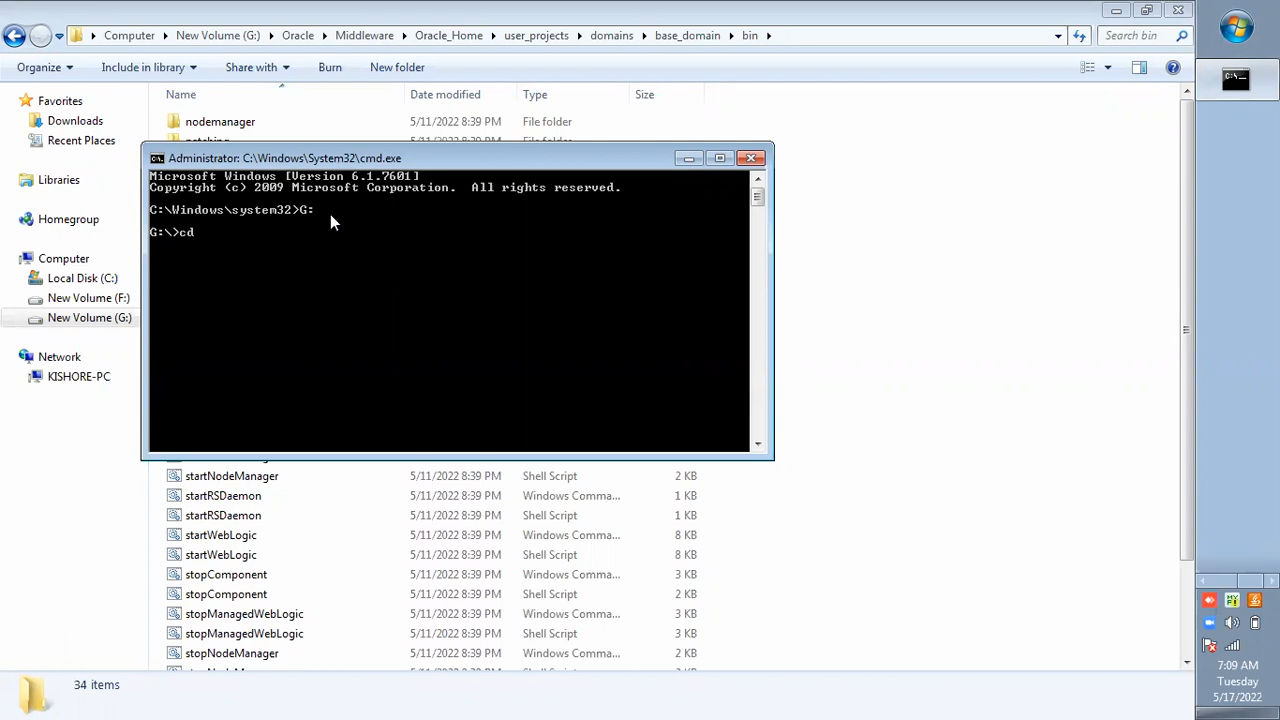 Computer New Volume (G:) Oracle Middleware Oracle_Home user_projects domains base_domain bin Search bin
Organize Include in library Share with Burn New folder
Name Date modified Type Size
Favorites
Downloads
Recent Places
Libraries
Homegroup
Computer
Local Disk (C:)
New Volume (F:)
New Volume (G:)
Network
KISHORE-PC
nodemanager 5/11/2022 8:39 PM File folder
Administrator: C:\Windows\System32\cmd.exe
Microsoft Windows [Version 6.1.7601]
Copyright (c) 2009 Microsoft Corporation. All rights reserved.
C:\Windows\system32>G:
G:\>cd
startNodeManager 5/11/2022 8:39 PM Shell Script 2 KB
startRSDaemon 5/11/2022 8:39 PM Windows Comma... 1 KB
startRSDaemon 5/11/2022 8:39 PM Shell Script 1 KB
startWebLogic 5/11/2022 8:39 PM Windows Comma... 8 KB
startWebLogic 5/11/2022 8:39 PM Shell Script 8 KB
stopComponent 5/11/2022 8:39 PM Windows Comma... 3 KB
stopComponent 5/11/2022 8:39 PM Shell Script 2 KB
stopManagedWebLogic 5/11/2022 8:39 PM Windows Comma... 3 KB
stopManagedWebLogic 5/11/2022 8:39 PM Shell Script 3 KB
stopNodeManager 5/11/2022 8:39 PM Windows Comma... 2 KB
34 items
7:09 AM
Tuesday
5/17/2022